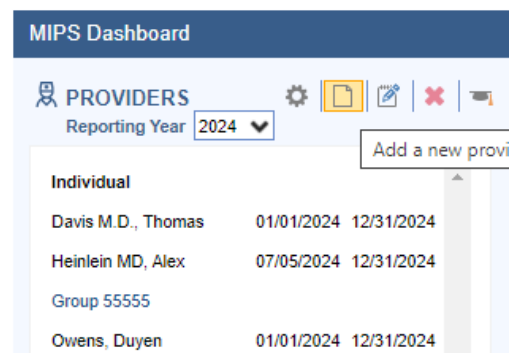 MIPS Dashboard
PROVIDERS
Reporting Year 2024
Add a new provi
Individual
Davis M.D., Thomas 01/01/2024 12/31/2024
Heinlein MD, Alex 07/05/2024 12/31/2024
Group 55555
Owens, Duyen 01/01/2024 12/31/2024